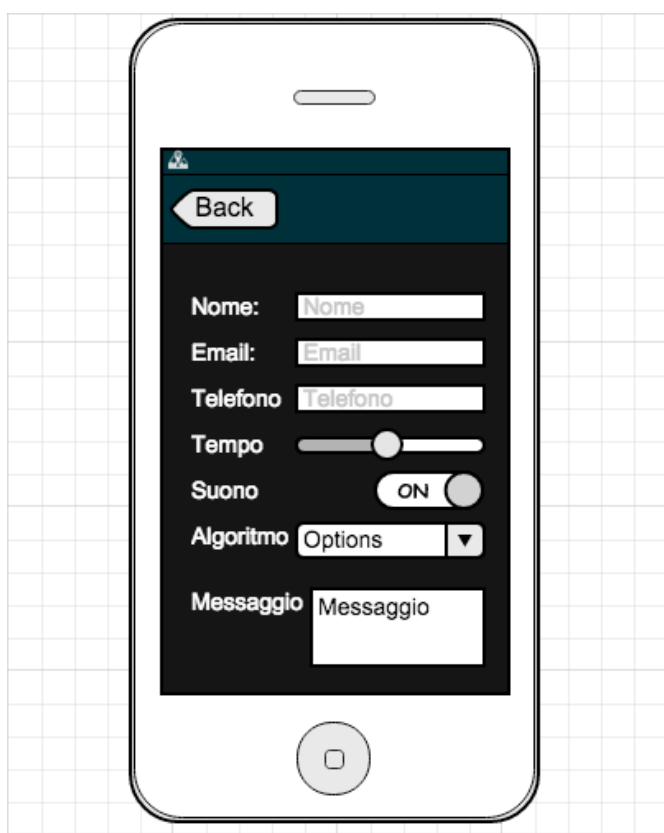 Back
Nome: Nome
Email: Email
Telefono Telefono
Tempo
Suono ON
Algoritmo Options
Messaggio Messaggio